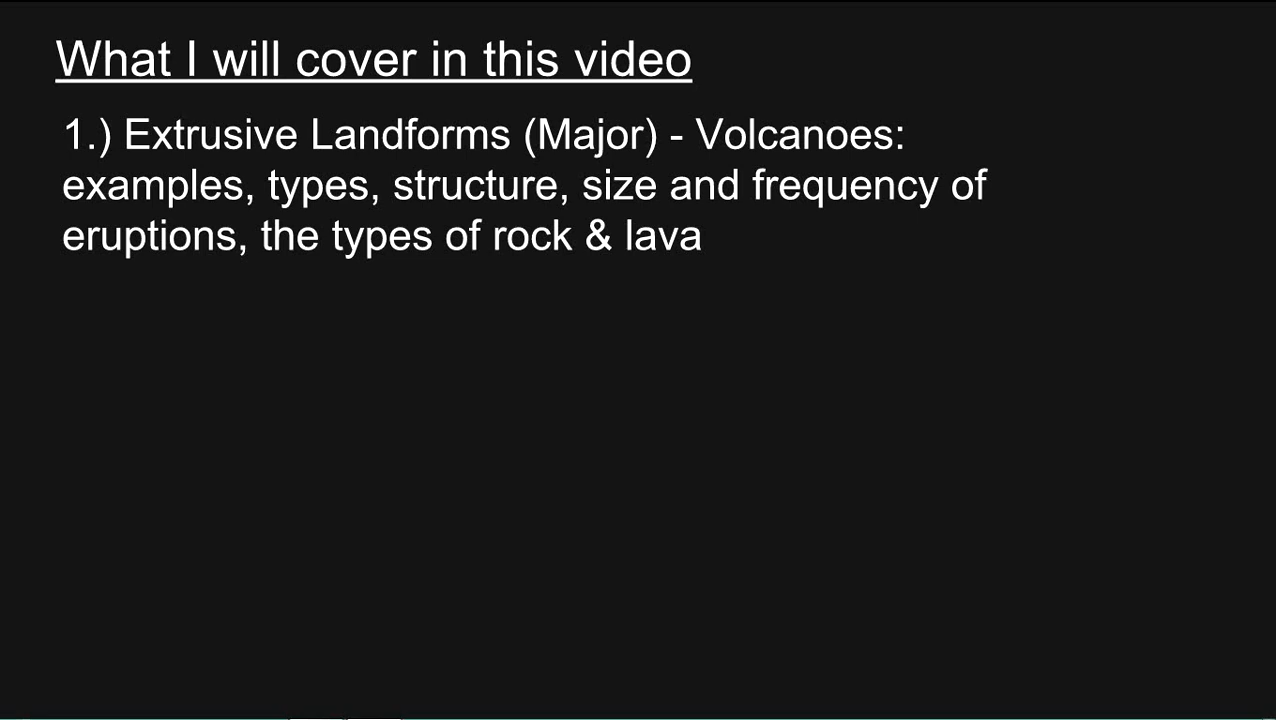 What I will cover in this video
1.) Extrusive Landforms (Major) - Volcanoes:
examples, types, structure, size and frequency of
eruptions, the types of rock & lava